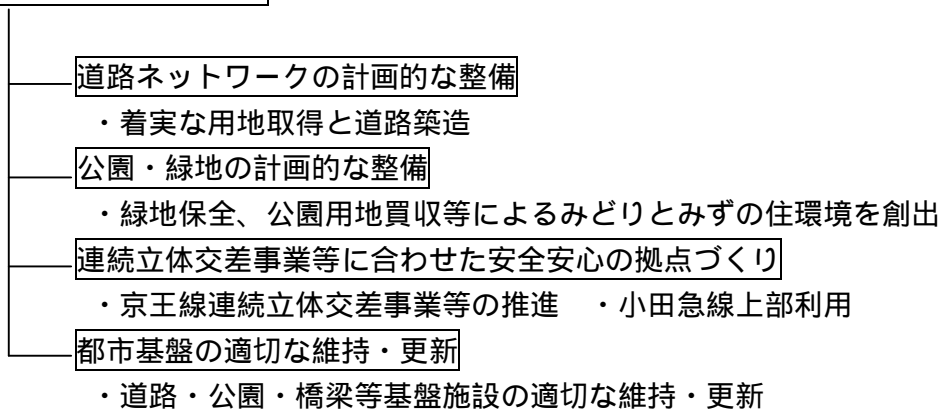 道路ネットワークの計画的な整備
・着実な用地取得と道路築造
公園・緑地の計画的な整備
・緑地保全、公園用地買収等によるみどりとみずの住環境を創出
連続立体交差事業等に合わせた安全安心の拠点づくり
・京王線連続立体交差事業等の推進　・小田急線上部利用
都市基盤の適切な維持・更新
・道路・公園・橋梁等基盤施設の適切な維持・更新